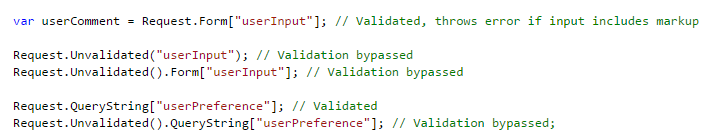 var userComment = Request.Form["userInput"]; // Validated, throws error if input includes markup
Request.Unvalidated("userInput"); // Validation bypassed
Request.Unvalidated().Form["userInput"]; // Validation bypassed
Request.QueryString["userPreference"]; // Validated
Request.Unvalidated().QueryString["userPreference"]; // Validation bypassed;